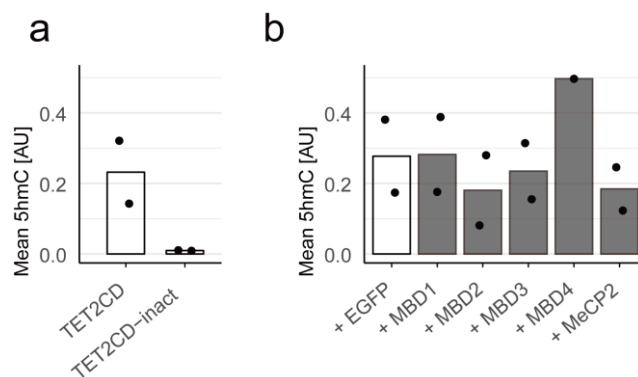 a
b
Mean 5hmC [AU]
0.4
0.2
0.0
TET2CD
TET2CD−inact
Mean 5hmC [AU]
0.4
0.2
0.0
+ EGFP
+ MBD1
+ MBD2
+ MBD3
+ MBD4
+ MeCP2